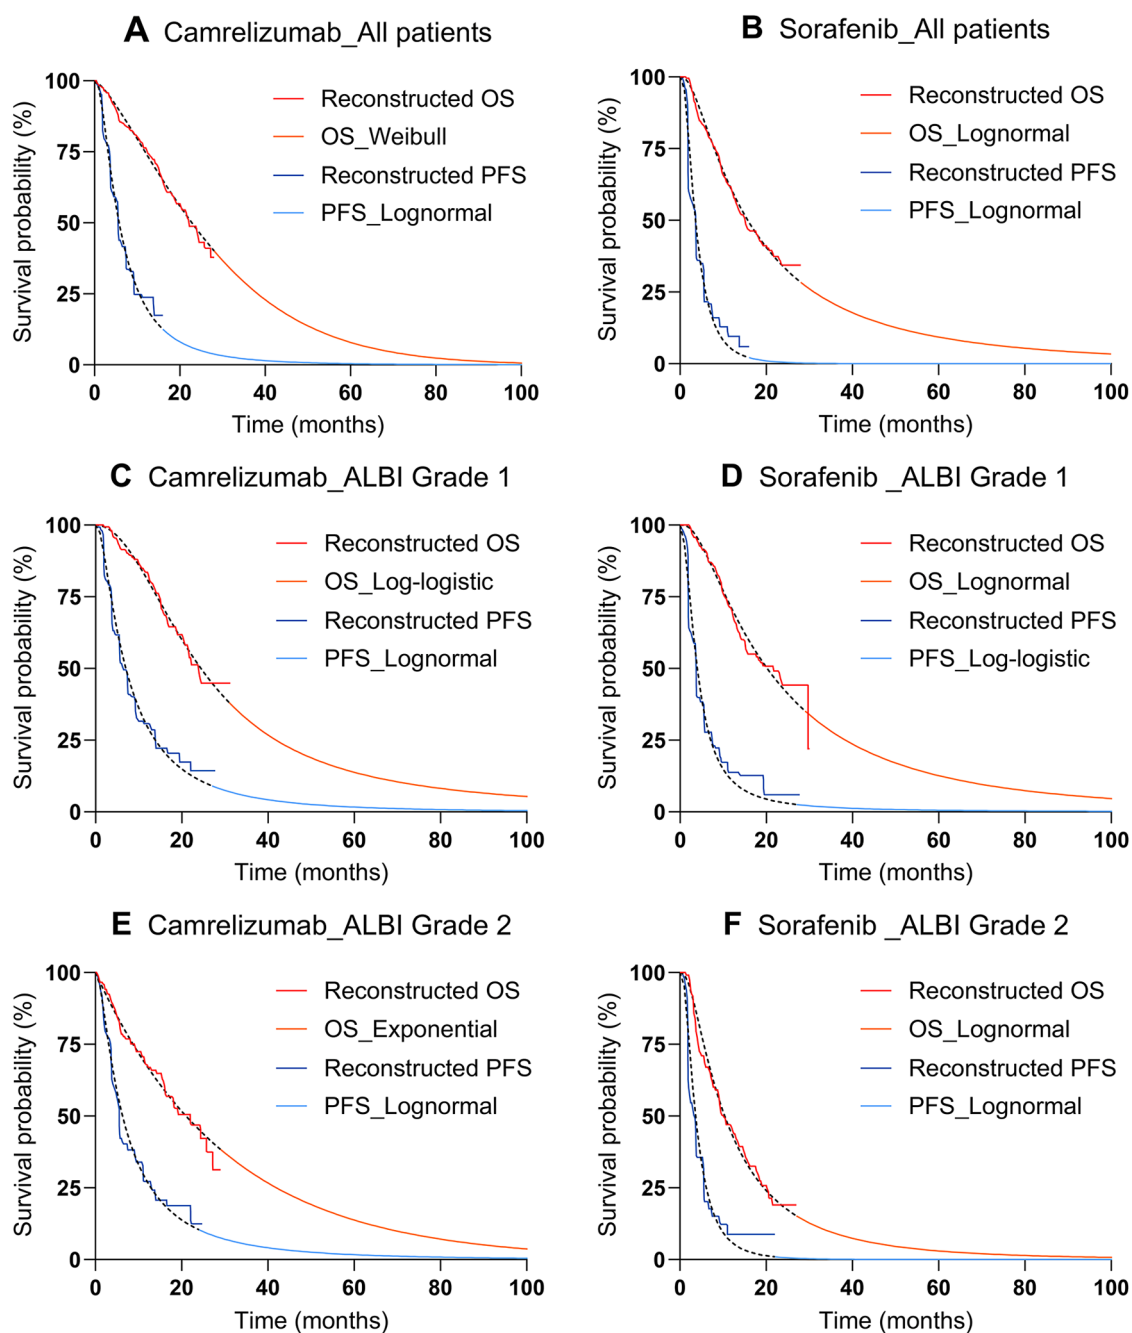 A Camrelizumab_All patients
Survival probability (%)
100
75
50
25
0
Reconstructed OS
OS_Weibull
Reconstructed PFS
PFS_Lognormal
0 20 40 60 80 100
Time (months)
B Sorafenib_All patients
Survival probability (%)
100
75
50
25
0
Reconstructed OS
OS_Lognormal
Reconstructed PFS
PFS_Lognormal
0 20 40 60 80 100
Time (months)
C Camrelizumab_ALBI Grade 1
Survival probability (%)
100
75
50
25
0
Reconstructed OS
OS_Log-logistic
Reconstructed PFS
PFS_Lognormal
0 20 40 60 80 100
Time (months)
D Sorafenib _ALBI Grade 1
Survival probability (%)
100
75
50
25
0
Reconstructed OS
OS_Lognormal
Reconstructed PFS
PFS_Log-logistic
0 20 40 60 80 100
Time (months)
E Camrelizumab_ALBI Grade 2
Survival probability (%)
100
75
50
25
0
Reconstructed OS
OS_Exponential
Reconstructed PFS
PFS_Lognormal
0 20 40 60 80 100
Time (months)
F Sorafenib _ALBI Grade 2
Survival probability (%)
100
75
50
25
0
Reconstructed OS
OS_Lognormal
Reconstructed PFS
PFS_Lognormal
0 20 40 60 80 100
Time (months)